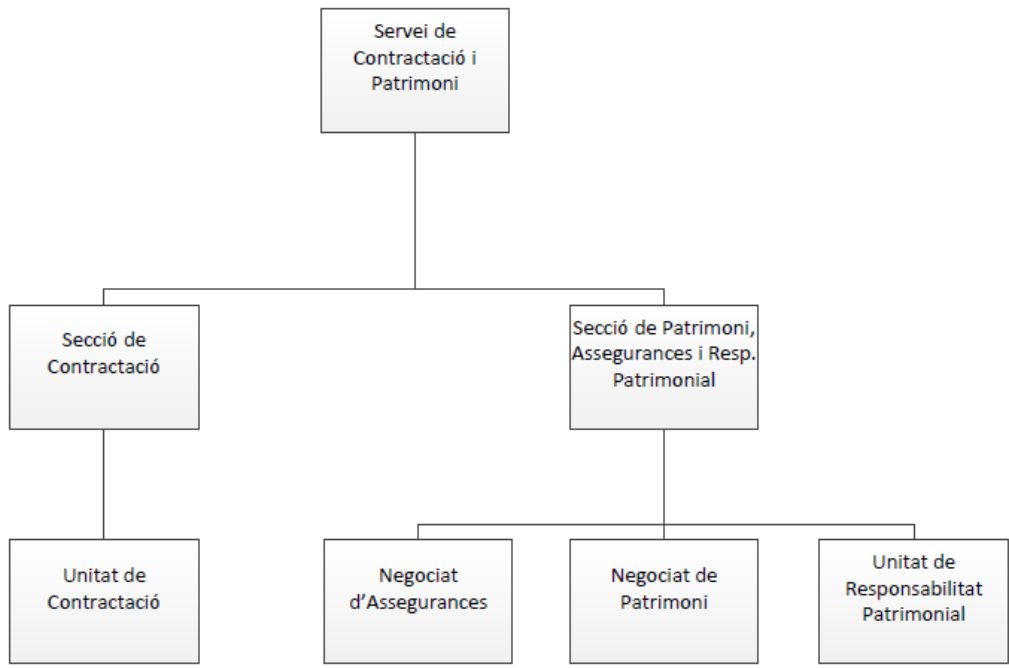 Servei de
Contractació i
Patrimoni
Secció de
Contractació
Secció de Patrimoni,
Assegurances i Resp.
Patrimonial
Unitat de
Contractació
Negociat
d'Assegurances
Negociat de
Patrimoni
Unitat de
Responsabilitat
Patrimonial